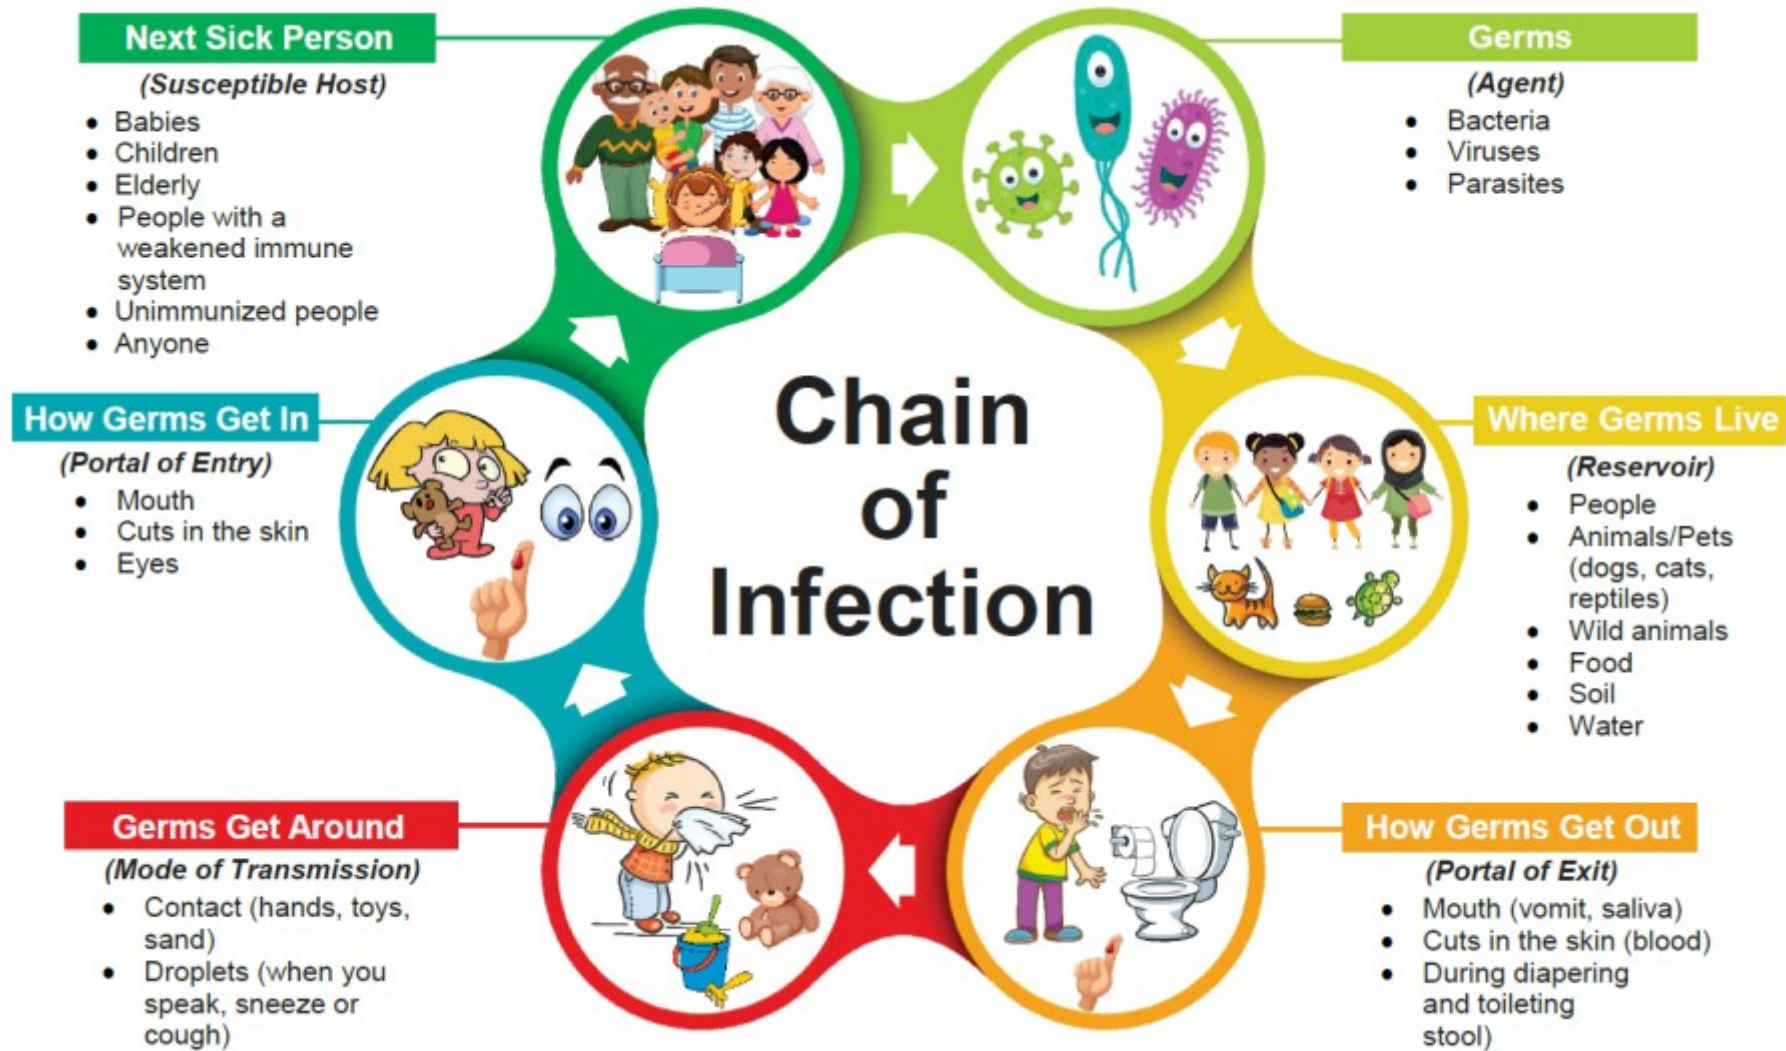 Next Sick Person
(Susceptible Host)
• Babies
• Children
• Elderly
• People with a
weakened immune
system
• Unimmunized people
• Anyone
Germs
(Agent)
• Bacteria
• Viruses
• Parasites
Chain
of
Infection
How Germs Get In
(Portal of Entry)
• Mouth
• Cuts in the skin
• Eyes
Where Germs Live
(Reservoir)
• People
• Animals/Pets
(dogs, cats,
reptiles)
• Wild animals
• Food
• Soil
• Water
Germs Get Around
(Mode of Transmission)
• Contact (hands, toys,
sand)
• Droplets (when you
speak, sneeze or
cough)
How Germs Get Out
(Portal of Exit)
• Mouth (vomit, saliva)
• Cuts in the skin (blood)
• During diapering
and toileting
stool)